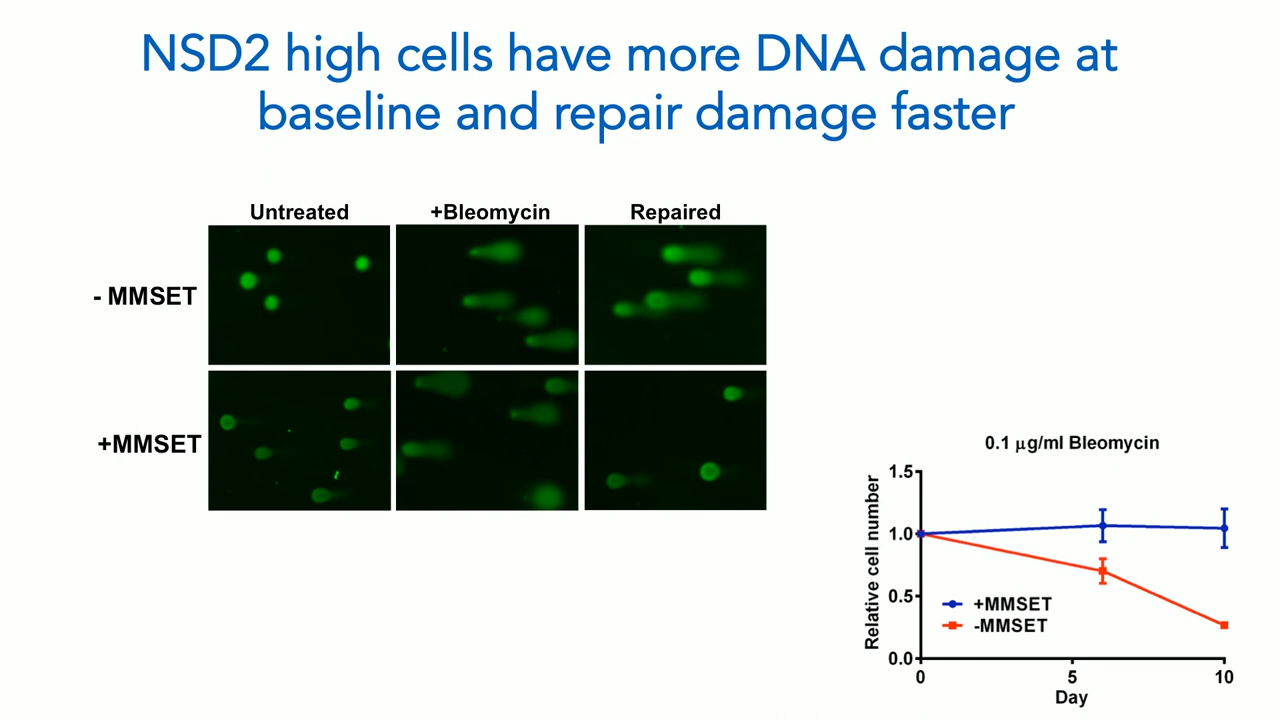 NSD2 high cells have more DNA damage at
baseline and repair damage faster
Untreated
+Bleomycin
Repaired
- MMSET
+MMSET
0.1 µg/ml Bleomycin
Relative cell number
1.5
1.0
0.5
0.0
+MMSET
-MMSET
0
5
10
Day